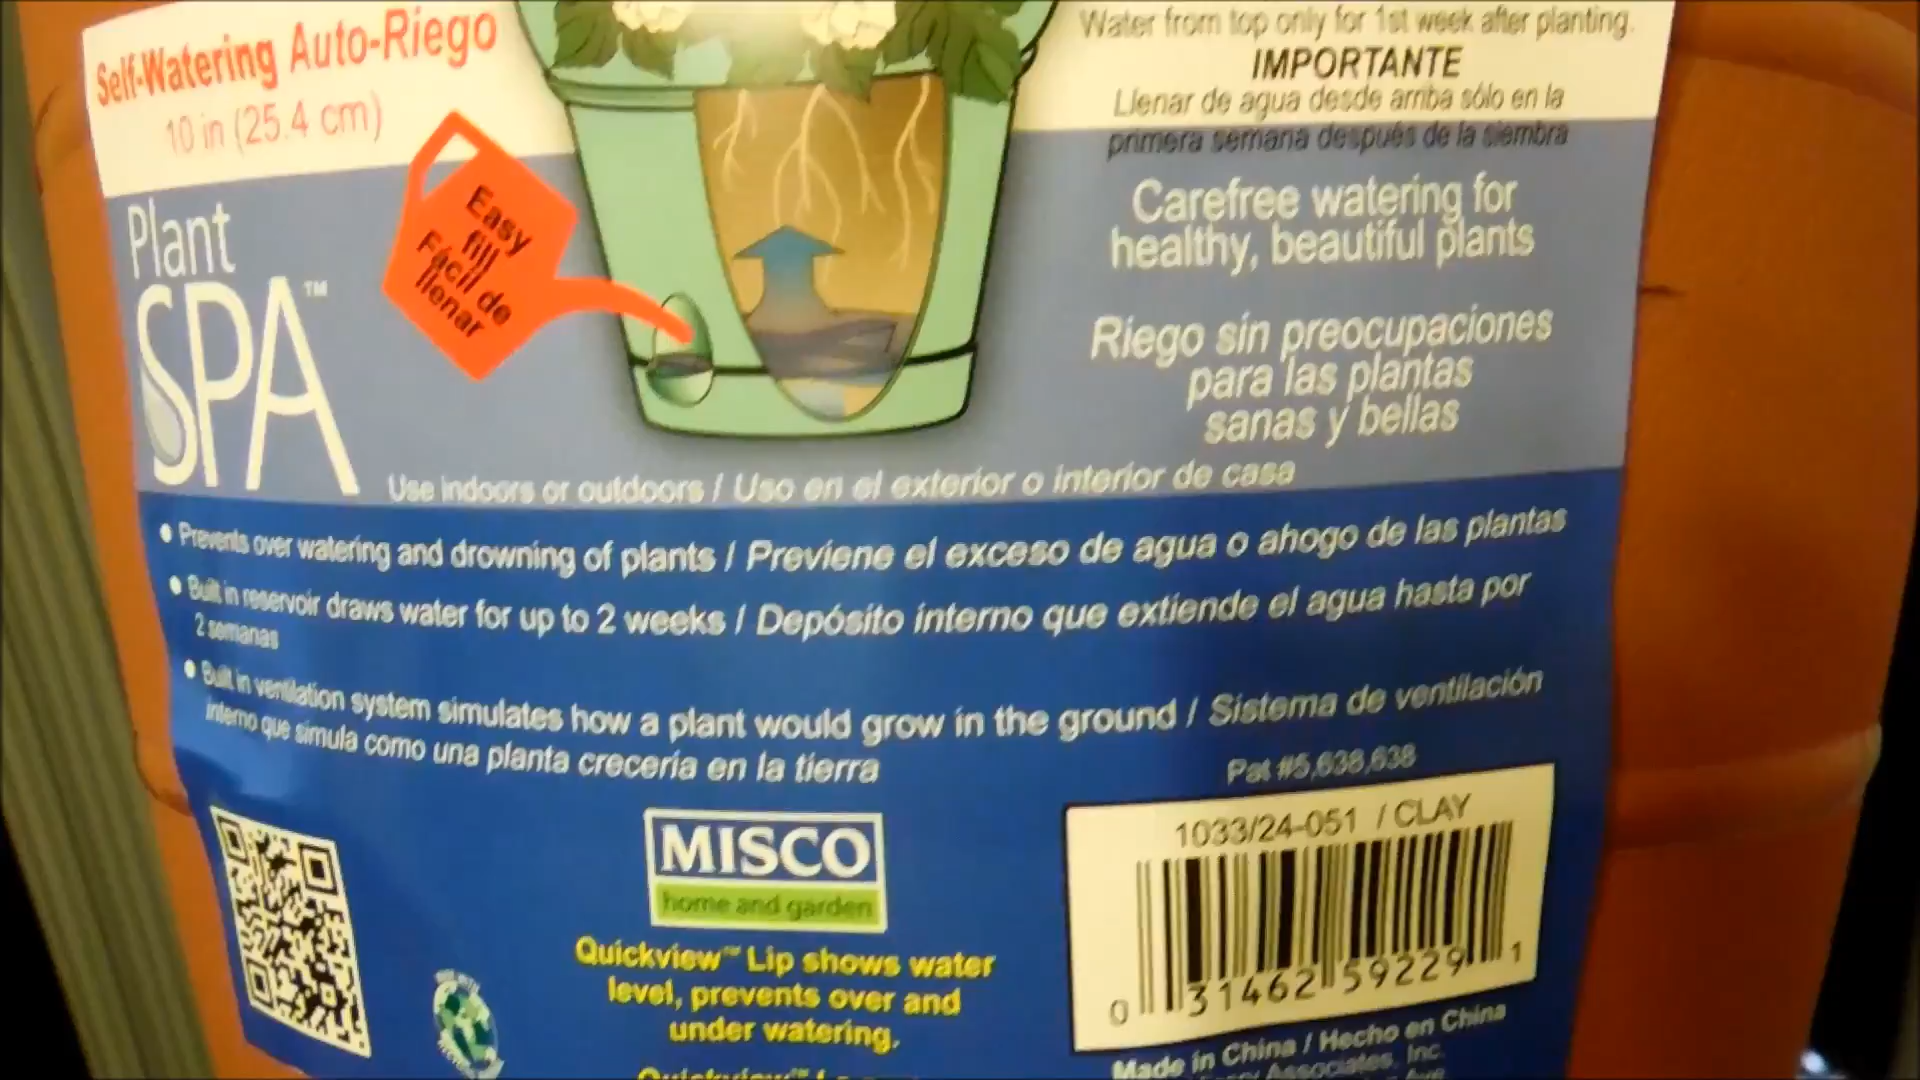 Self-Watering Auto-Riego
10 in (25.4 cm)
Plant
SPA™
Easy
fill
Fácil de
llenar
Water from top only for 1st week after planting.
IMPORTANTE
Llenar de agua desde arriba sólo en la
primera semana después de la siembra
Carefree watering for
healthy, beautiful plants
Riego sin preocupaciones
para las plantas
sanas y bellas
Use indoors or outdoors / Uso en el exterior o interior de casa
• Prevents over watering and drowning of plants / Previene el exceso de agua o ahogo de las plantas
• Built in reservoir draws water for up to 2 weeks / Depósito interno que extiende el agua hasta por
2 semanas
• Built in ventilation system simulates how a plant would grow in the ground / Sistema de ventilación
interno que simula como una planta crecería en la tierra
Pat #5,638,638
MISCO
home and garden
Quickview™ Lip shows water
level, prevents over and
under watering.
1033/24-051 / CLAY
0 31462 59229 1
Made in China / Hecho en China
Associates, Inc.